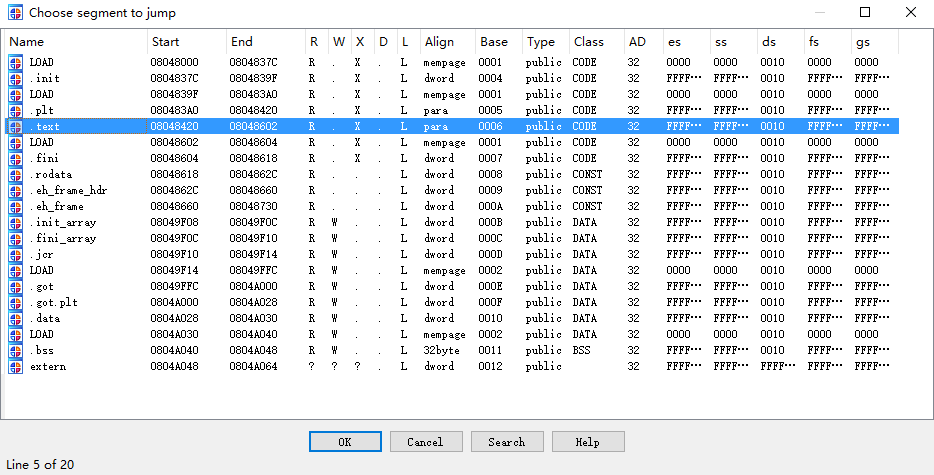 Choose segment to jump
Name Start End R W X D L Align Base Type Class AD es ss ds fs gs
LOAD 08048000 0804837C R . X . L mempage 0001 public CODE 32 0000 0000 0010 0000 0000
.init 0804837C 0804839F R . X . L dword 0004 public CODE 32 FFFF… FFFF… 0010 FFFF… FFFF…
LOAD 0804839F 080483A0 R . X . L mempage 0001 public CODE 32 0000 0000 0010 0000 0000
.plt 080483A0 08048420 R . X . L para 0005 public CODE 32 FFFF… FFFF… 0010 FFFF… FFFF…
.text 08048420 08048602 R . X . L para 0006 public CODE 32 FFFF… FFFF… 0010 FFFF… FFFF…
LOAD 08048602 08048604 R . X . L mempage 0001 public CODE 32 0000 0000 0010 0000 0000
.fini 08048604 08048618 R . X . L dword 0007 public CODE 32 FFFF… FFFF… 0010 FFFF… FFFF…
.rodata 08048618 0804862C R . . . L dword 0008 public CONST 32 FFFF… FFFF… 0010 FFFF… FFFF…
.eh_frame_hdr 0804862C 08048660 R . . . L dword 0009 public CONST 32 FFFF… FFFF… 0010 FFFF… FFFF…
.eh_frame 08048660 08048730 R . . . L dword 000A public CONST 32 FFFF… FFFF… 0010 FFFF… FFFF…
.init_array 08049F08 08049F0C R W . . L dword 000B public DATA 32 FFFF… FFFF… 0010 FFFF… FFFF…
.fini_array 08049F0C 08049F10 R W . . L dword 000C public DATA 32 FFFF… FFFF… 0010 FFFF… FFFF…
.jcr 08049F10 08049F14 R W . . L dword 000D public DATA 32 FFFF… FFFF… 0010 FFFF… FFFF…
LOAD 08049F14 08049FFC R W . . L mempage 0002 public DATA 32 0000 0000 0010 0000 0000
.got 08049FFC 0804A000 R W . . L dword 000E public DATA 32 FFFF… FFFF… 0010 FFFF… FFFF…
.got.plt 0804A000 0804A028 R W . . L dword 000F public DATA 32 FFFF… FFFF… 0010 FFFF… FFFF…
.data 0804A028 0804A030 R W . . L dword 0010 public DATA 32 FFFF… FFFF… 0010 FFFF… FFFF…
LOAD 0804A030 0804A040 R W . . L mempage 0002 public DATA 32 0000 0000 0010 0000 0000
.bss 0804A040 0804A048 R W . . L 32byte 0011 public BSS 32 FFFF… FFFF… 0010 FFFF… FFFF…
extern 0804A048 0804A064 ? ? ? . L dword 0012 public 32 FFFF… FFFF… FFFF… FFFF… FFFF…
OK Cancel Search Help
Line 5 of 20